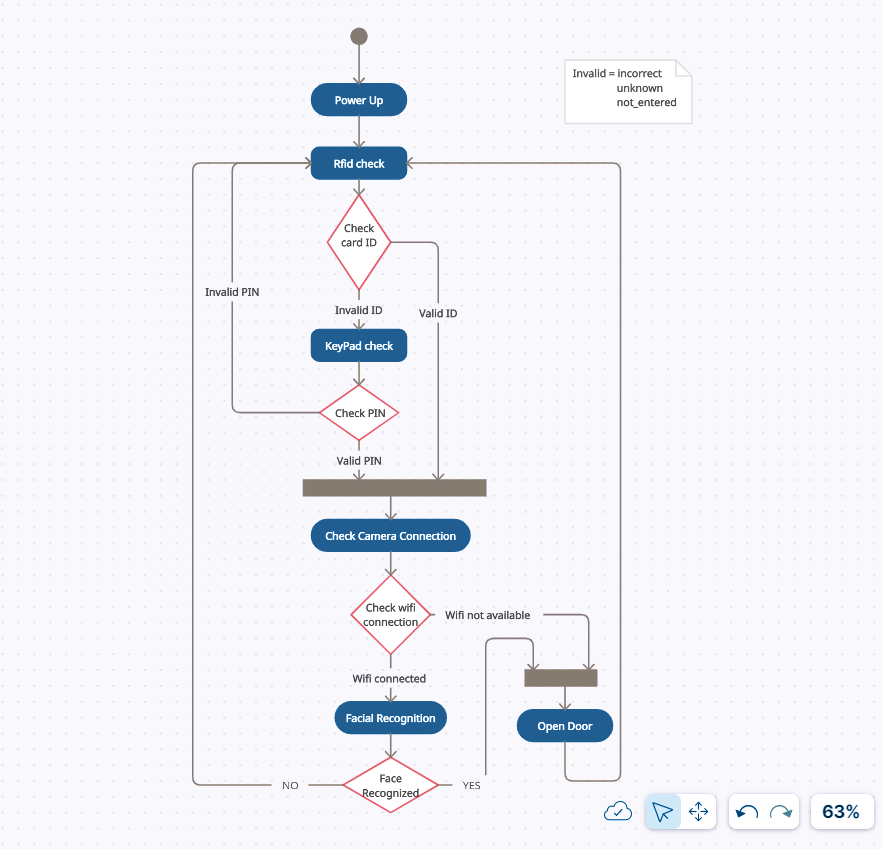 Power Up
Invalid = incorrect
unknown
not_entered
Rfid check
Check
card ID
Invalid PIN
Invalid ID
Valid ID
KeyPad check
Check PIN
Valid PIN
Check Camera Connection
Check wifi
connection
Wifi not available
Wifi connected
Facial Recognition
Open Door
Face
Recognized
NO
YES
63%